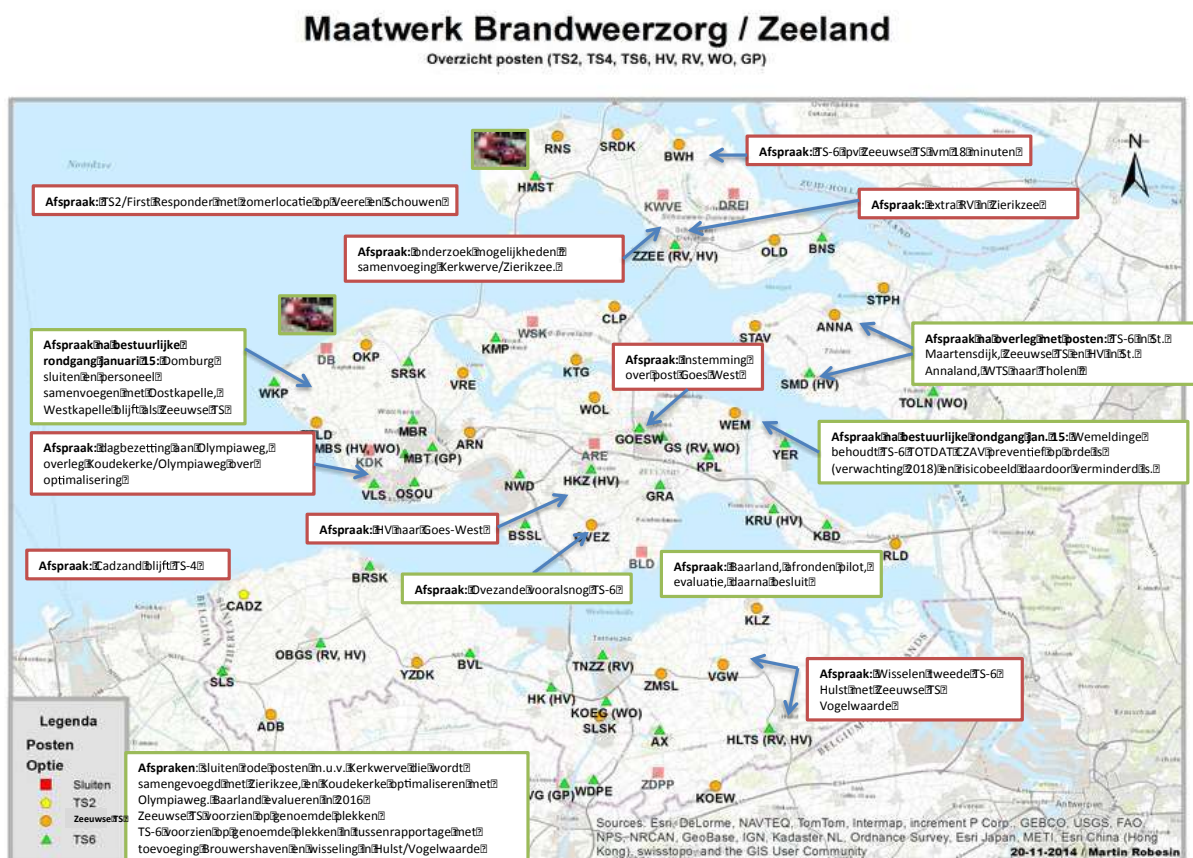 Maatwerk Brandweerzorg / Zeeland
Overzicht posten (TS2, TS4, TS6, HV, RV, WO, GP)
Noordzee
N
RNS
SRDK
BWH
Afspraak: TS-6 ipv Zeeuwse TS ivm 18 minuten
HMST
KWVE
DREI
ZUID-HOLL
Afspraak: TS2/First Responder met zomerlocatie op Veere en Schouwen
Afspraak: extra RV in Zierikzee
Afspraak: onderzoek mogelijkheden
samenvoeging Kerkwerve/Zierikzee.
ZZEE (RV, HV)
OLD
BNS
STPH
CLP
ANNA
STAV
WSK
Afspraak na bestuurlijke
rondgang januari 15: Domburg
sluiten en personeel
samenvoegen met Oostkapelle,
Westkapelle blijft als Zeeuwse TS
DB
OKP
KMP
SRSK
KTG
VRE
WKP
Afspraak: instemming
over post Goes West
Afspraak na overleg met posten: TS-6 in St.
Maartensdijk, Zeeuwse TS en HV in St.
Annaland, WTS naar Tholen
SMD (HV)
TOLN (WO)
WOL
WEM
LD
MBR
ARN
GOESW
GS (RV, WO)
MBS (HV, WO)
MBT (GP)
KDK
ARE
KPL
YER
Afspraak na bestuurlijke rondgang jan. 15: Wemeldinge
behoudt TS-6 TOTDAT CZAV preventief op orde is
(verwachting 2018) en risicobeeld daardoor verminderd is.
Afspraak: dagbezetting aan Olympiaweg,
overleg Koudekerke/Olympiaweg over
optimalisering
VLS
OSOU
NWD
HKZ (HV)
GRA
ZEELAND
KRU (HV)
KBD
Afspraak: HV naar Goes-West
BSSL
OVEZ
RLD
BLD
Afspraak: Cadzand blijft TS-4
BRSK
Afspraak: Ovezande vooralsnog TS-6
Afspraak: Baarland, afronden pilot,
evaluatie, daarna besluit
CADZ
BELGIUM
KLZ
OBGS (RV, HV)
YZDK
BVL
Terneuzen
TNZZ (RV)
ZMSL
VGW
Afspraak: Wisselen tweede TS-6
Hulst met Zeeuwse TS
Vogelwaarde
SLS
HK (HV)
KOEG (WO)
SLSK
ADB
AX
HLTS (RV, HV)
BELGIUM
ZDPP
VG (GP)
WDPE
KOEW
Legenda
Posten
Optie
Sluiten
TS2
Zeeuwse TS
TS6
Afspraken: sluiten rode posten m.u.v. Kerkwerve die wordt
samengevoegd met Zierikzee, en Koudekerke optimaliseren met
Olympiaweg. Baarland evalueren in 2016
Zeeuwse TS voorzien op genoemde plekken
TS-6 voorzien op genoemde plekken in tussenrapportage met
toevoeging Brouwershaven en wisseling in Hulst/Vogelwaarde
Sources: Esri, DeLorme, NAVTEQ, TomTom, Intermap, increment P Corp., GEBCO, USGS, FAO,
NPS, NRCAN, GeoBase, IGN, Kadaster NL, Ordnance Survey, Esri Japan, METI, Esri China (Hong
Kong), swisstopo, and the GIS User Community
20-11-2014 / Martin Robesin